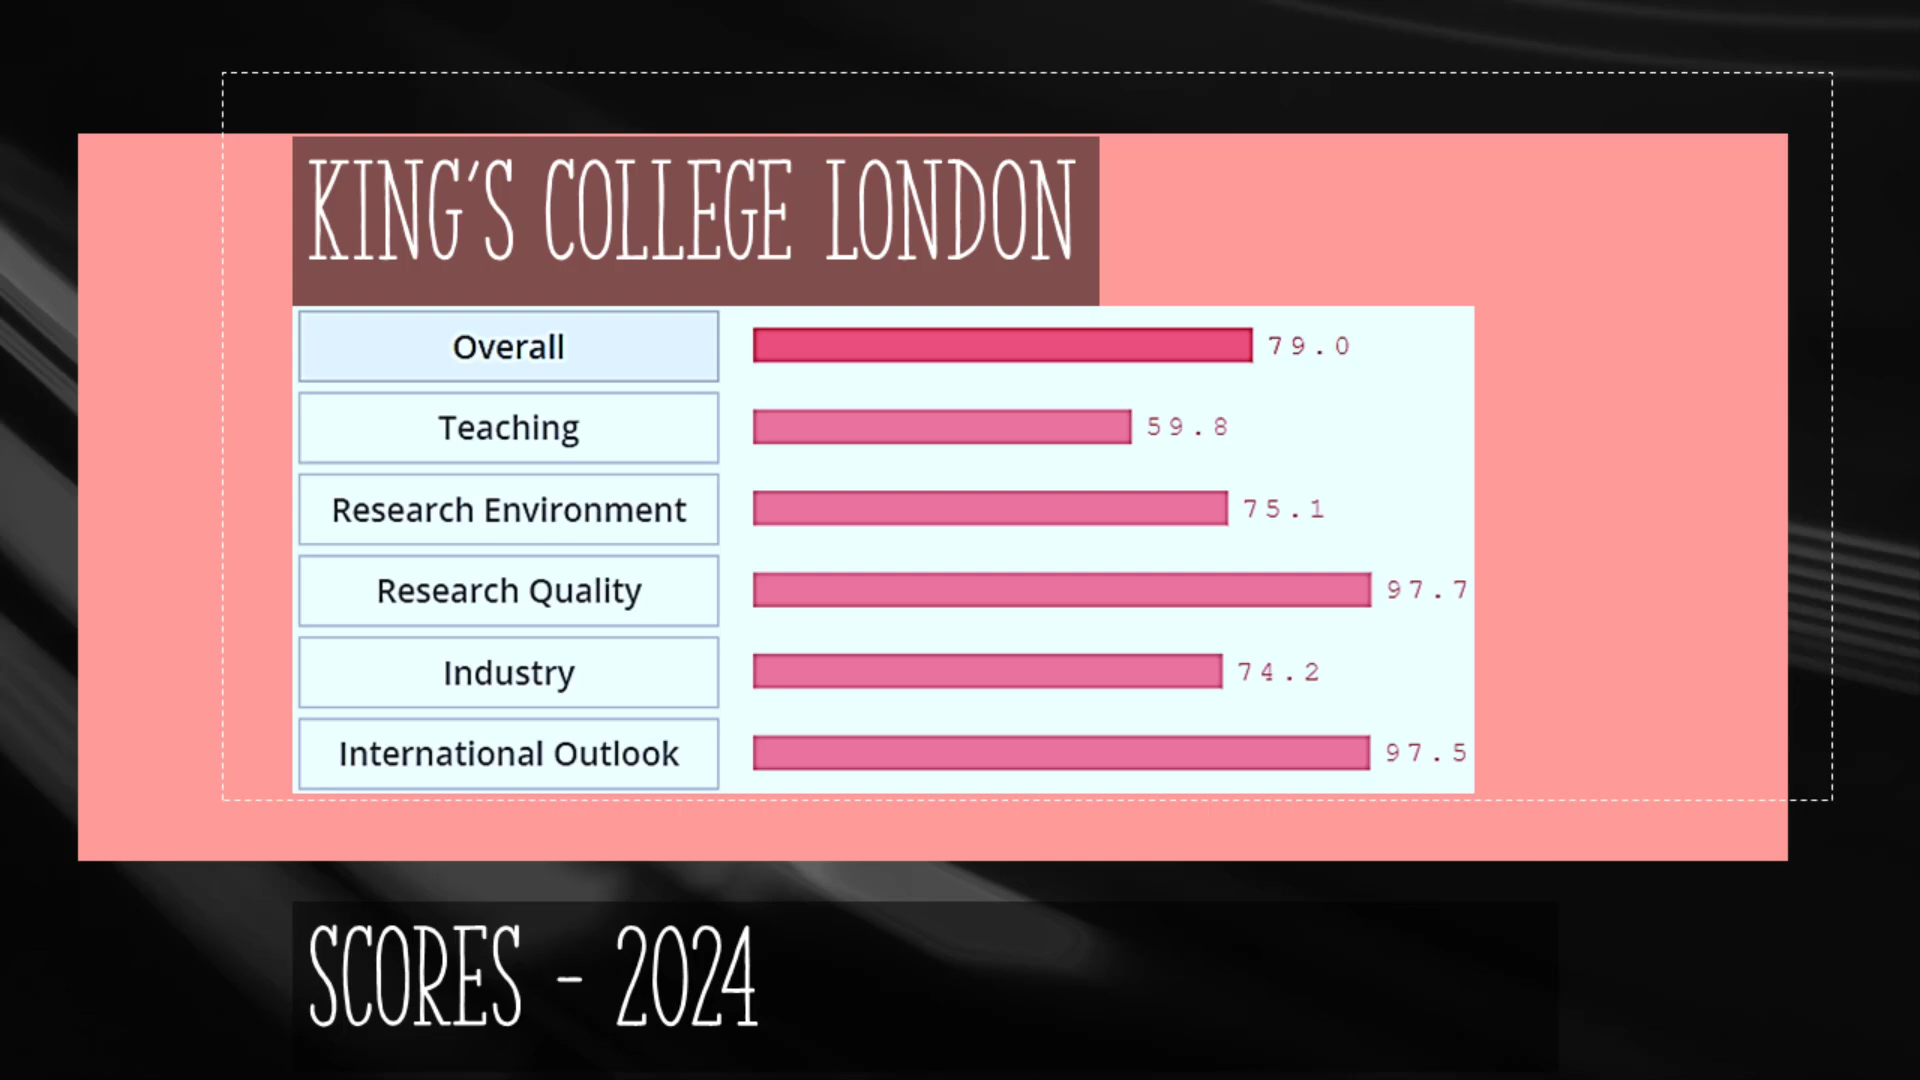 KING'S COLLEGE LONDON
Overall 79.0
Teaching 59.8
Research Environment 75.1
Research Quality 97.7
Industry 74.2
International Outlook 97.5
SCORES - 2024